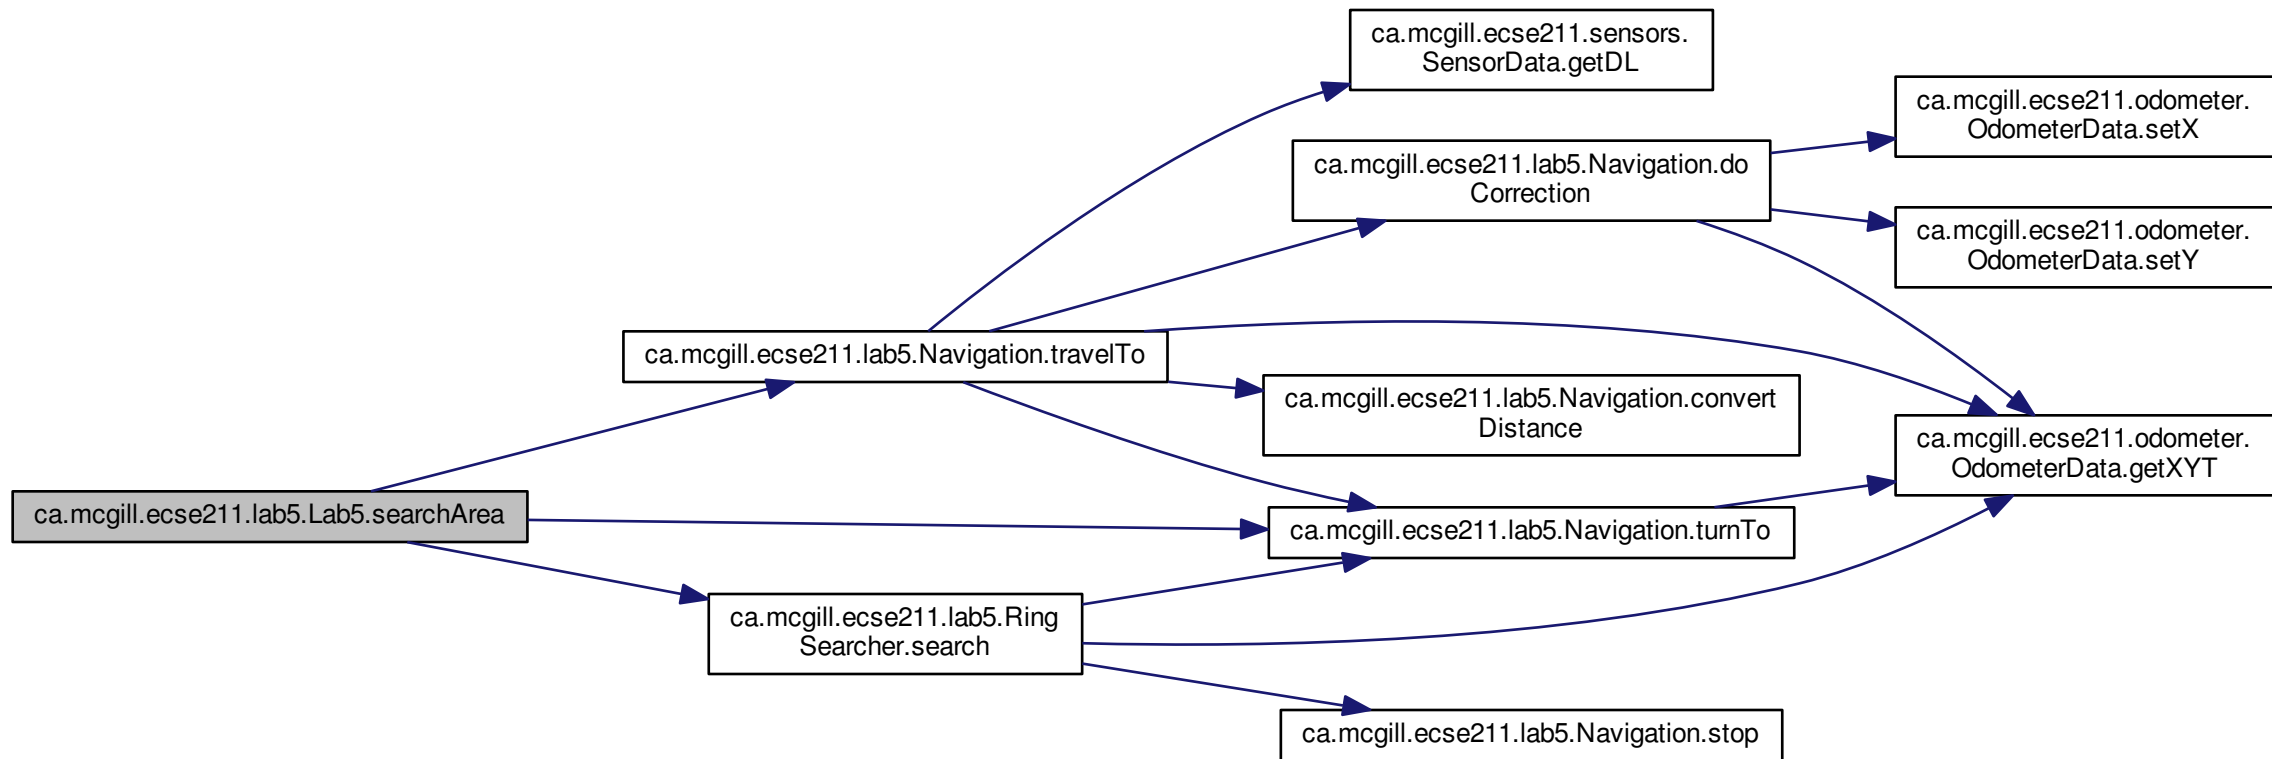 ca.mcgill.ecse211.sensors.
SensorData.getDL
ca.mcgill.ecse211.odometer.
OdometerData.setX
ca.mcgill.ecse211.lab5.Navigation.do
Correction
ca.mcgill.ecse211.odometer.
OdometerData.setY
ca.mcgill.ecse211.lab5.Navigation.travelTo
ca.mcgill.ecse211.lab5.Navigation.convert
Distance
ca.mcgill.ecse211.odometer.
OdometerData.getXYT
ca.mcgill.ecse211.lab5.Lab5.searchArea
ca.mcgill.ecse211.lab5.Navigation.turnTo
ca.mcgill.ecse211.lab5.Ring
Searcher.search
ca.mcgill.ecse211.lab5.Navigation.stop